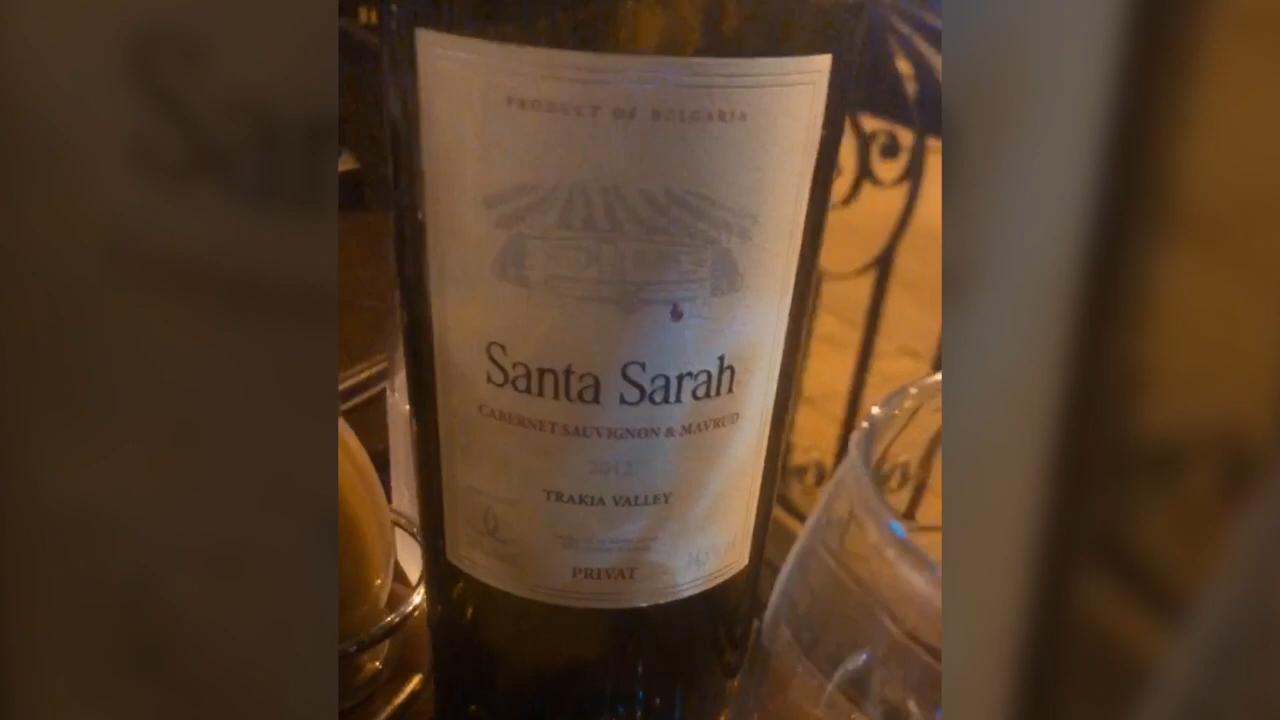 PRODUCT OF BULGARIA
Santa Sarah
CABERNET SAUVIGNON & MAVRUD
2012
TRAKIA VALLEY
PRIVAT